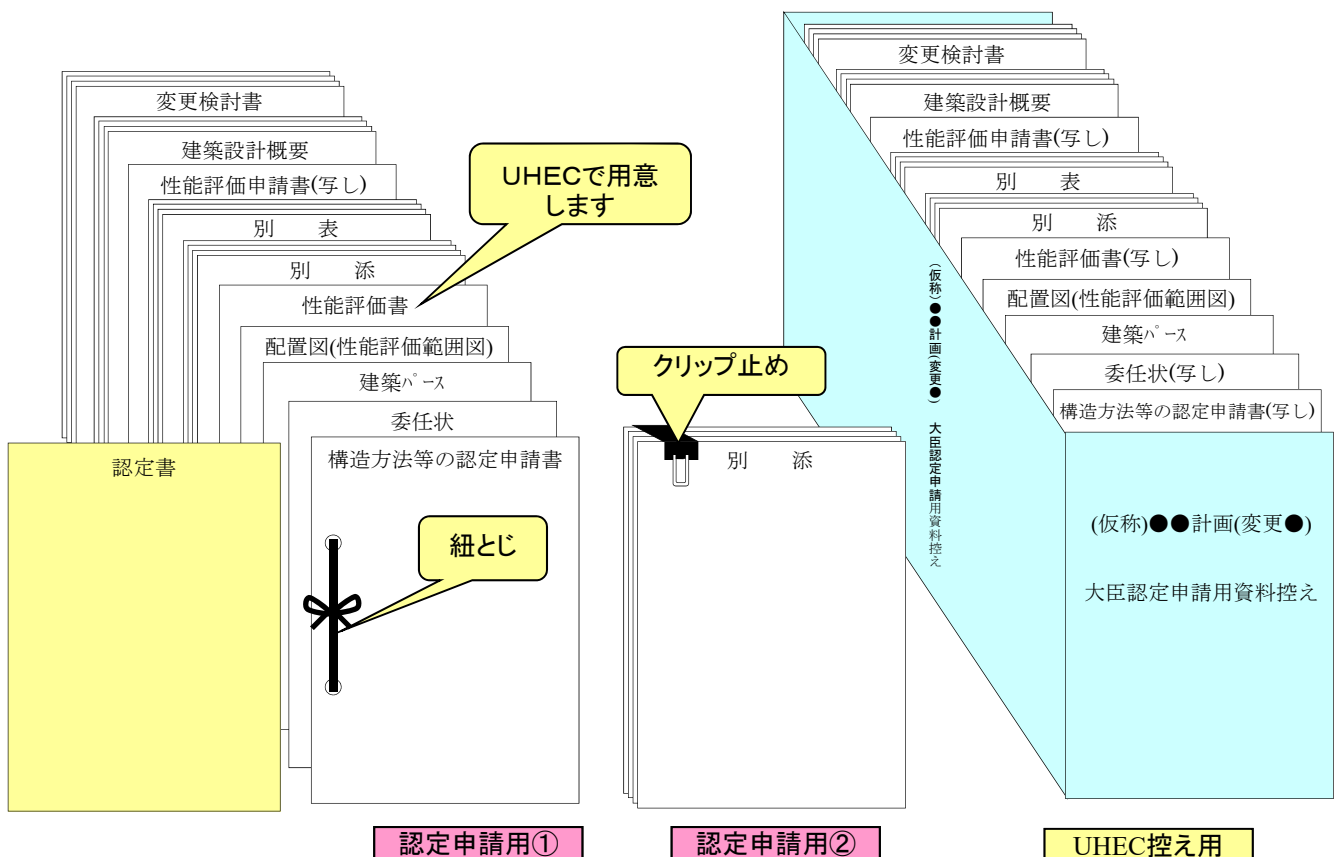 変更検討書
建築設計概要
性能評価申請書(写し)
別　表
別　添
性能評価書
配置図(性能評価範囲図)
建築パース
委任状
構造方法等の認定申請書
認定書
UHECで用意
します
紐とじ
認定申請用①
クリップ止め
別　添
認定申請用②
変更検討書
建築設計概要
性能評価申請書(写し)
別　表
別　添
性能評価書(写し)
配置図(性能評価範囲図)
建築パース
委任状(写し)
構造方法等の認定申請書(写し)
(仮称)●●計画(変更●)　大臣認定申請用資料控え
(仮称)●●計画(変更●)
大臣認定申請用資料控え
UHEC控え用